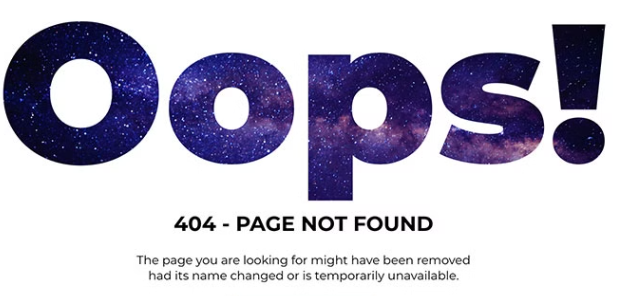 Oops!
404 - PAGE NOT FOUND
The page you are looking for might have been removed
had its name changed or is temporarily unavailable.